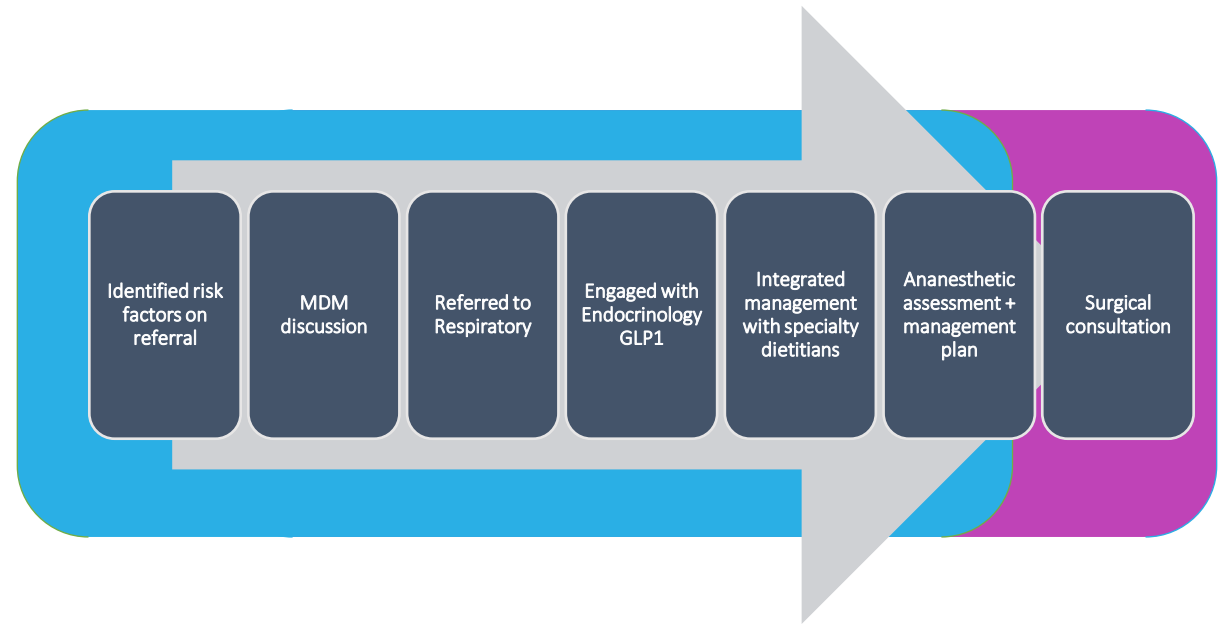 Identified risk
factors on
referral
MDM
discussion
Referred to
Respiratory
Engaged with
Endocrinology
GLP1
Integrated
management
with specialty
dietitians
Ananesthetic
assessment +
management
plan
Surgical
consultation